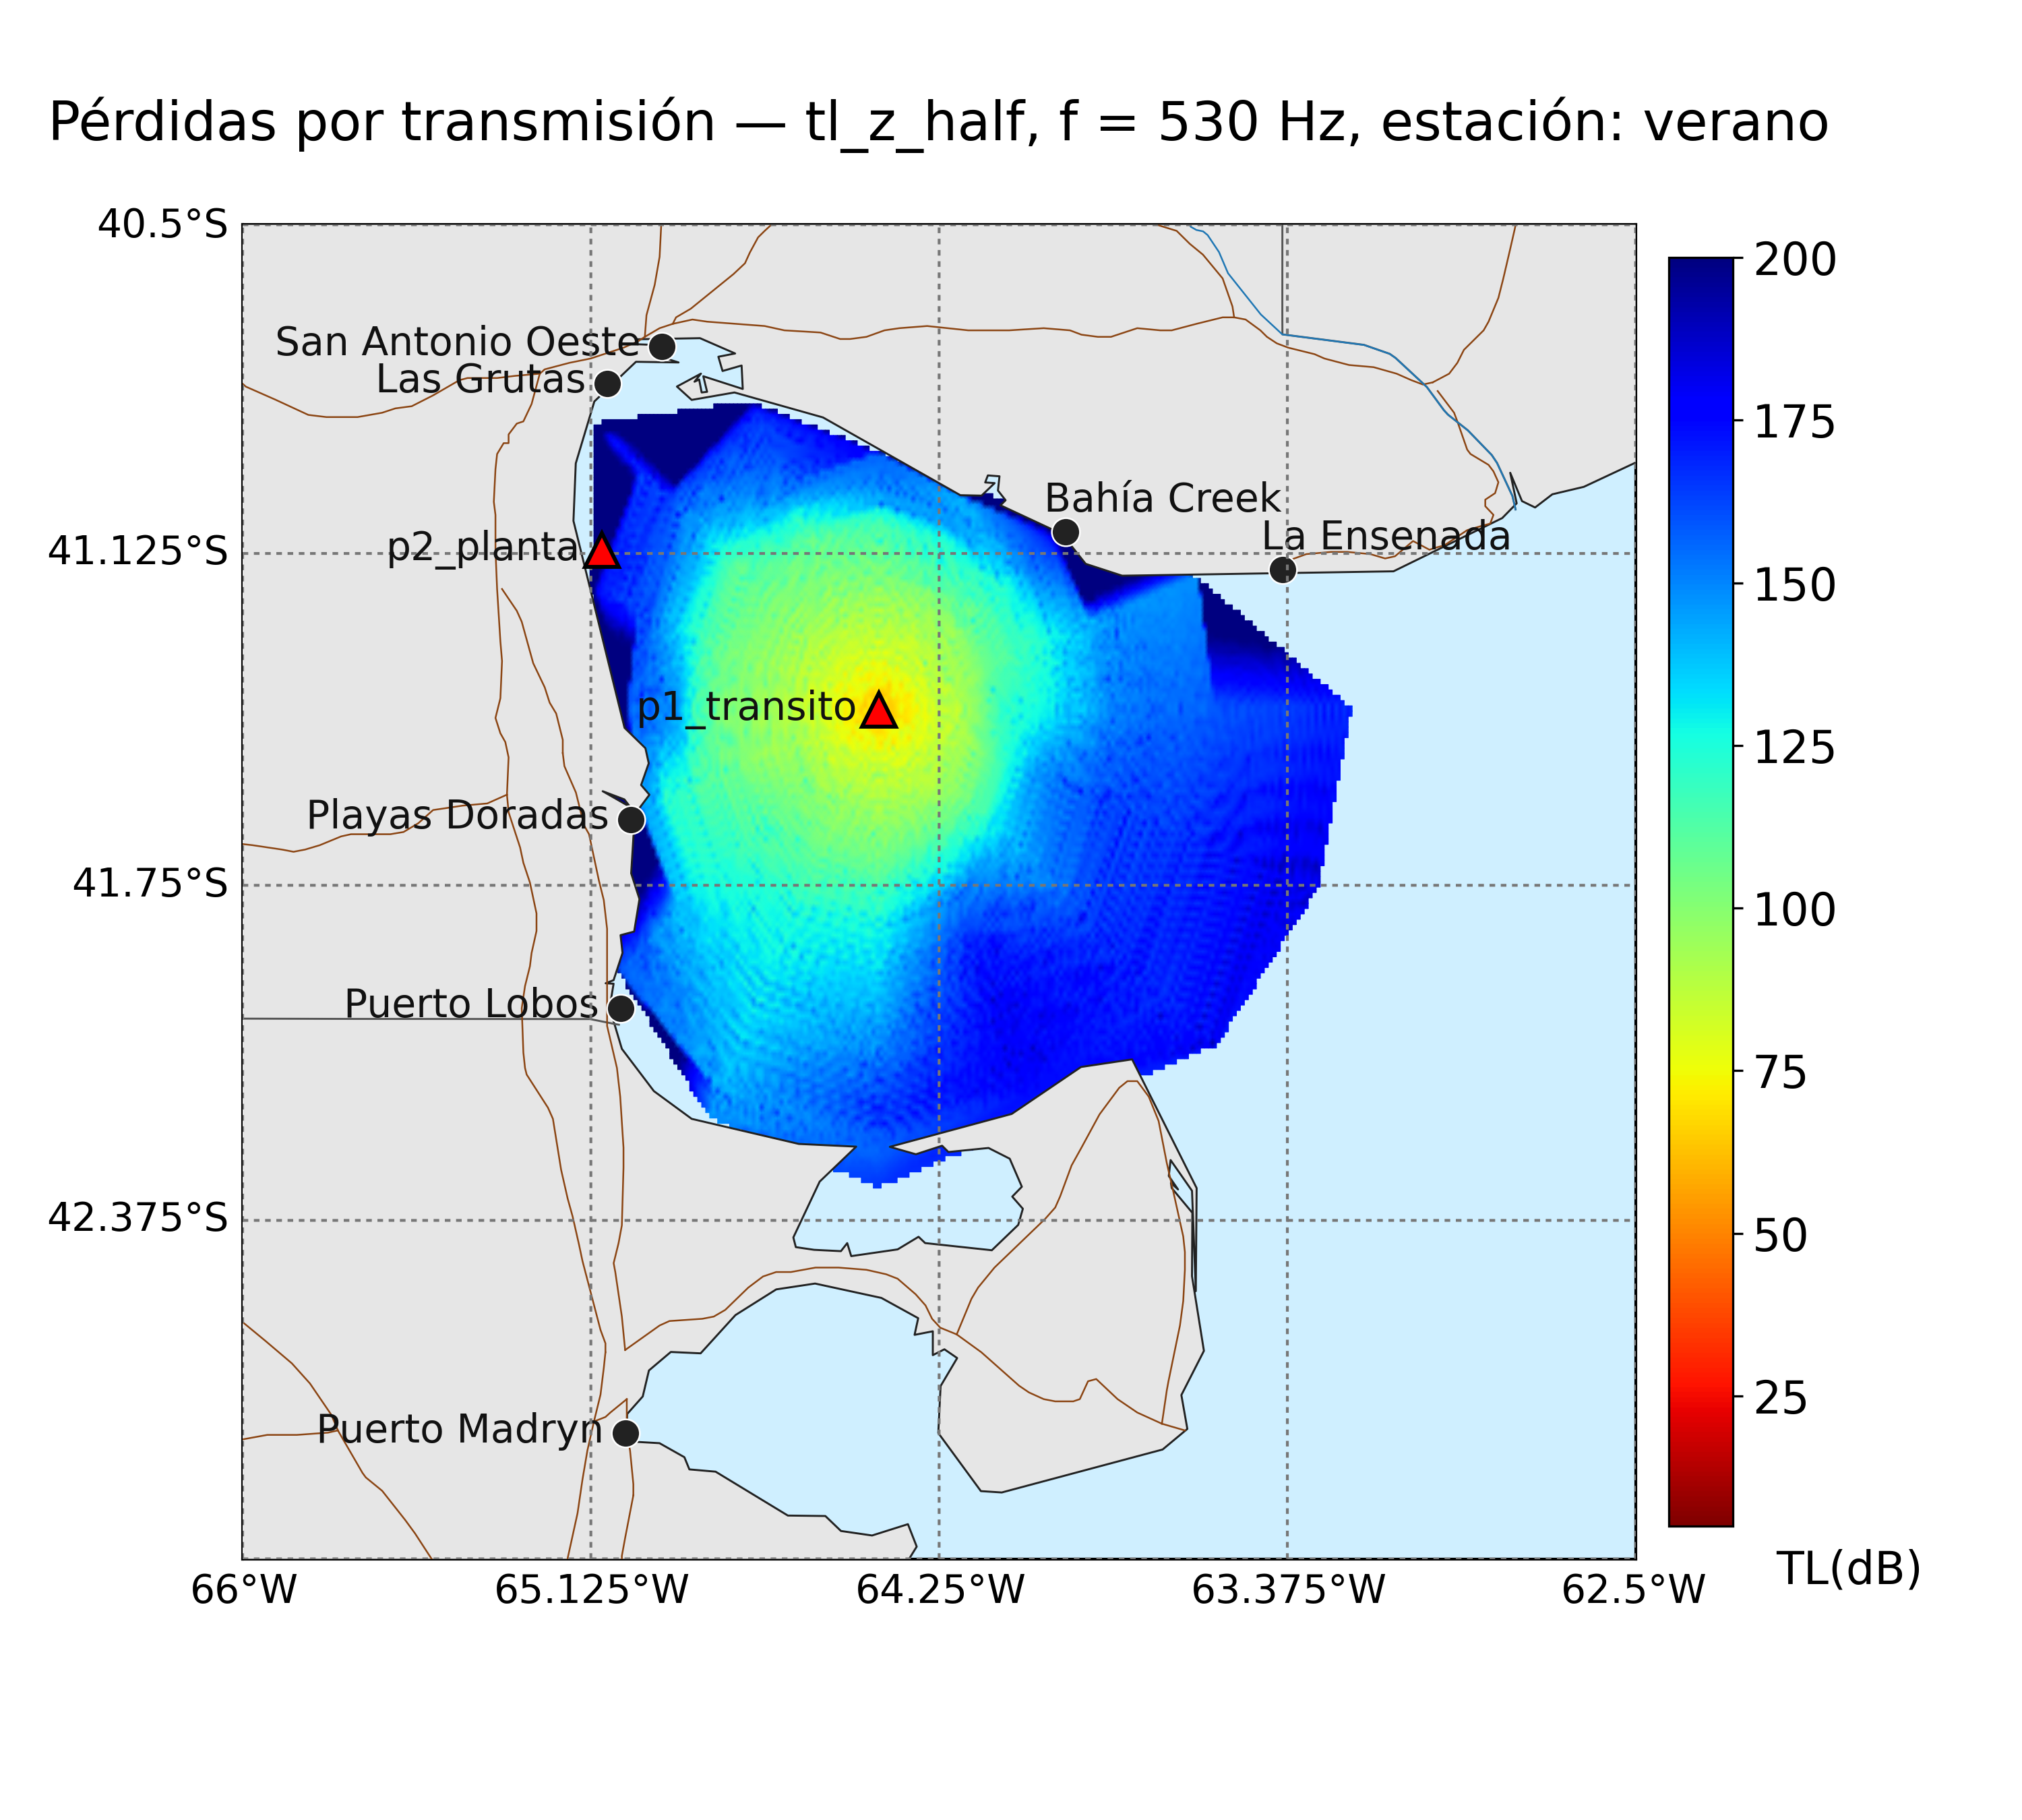 Pérdidas por transmisión — tl_z_half, f = 530 Hz, estación: verano
40.5°S
200
San Antonio Oeste
Las Grutas
175
Bahía Creek
La Ensenada
p2_planta
41.125°S
150
p1_transito
125
Playas Doradas
41.75°S
100
Puerto Lobos
75
42.375°S
50
25
Puerto Madryn
TL(dB)
66°W 65.125°W 64.25°W 63.375°W 62.5°W